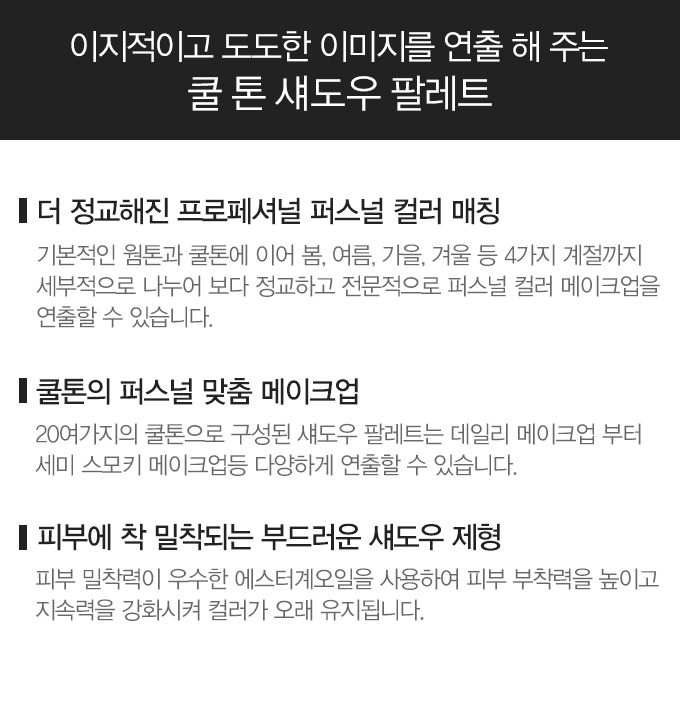 이지적이고 도도한 이미지를 연출 해 주는
쿨 톤 섀도우 팔레트
더 정교해진 프로페셔널 퍼스널 컬러 매칭
기본적인 웜톤과 쿨톤에 이어 봄, 여름, 가을, 겨울 등 4가지 계절까지
세부적으로 나누어 보다 정교하고 전문적으로 퍼스널 컬러 메이크업을
연출할 수 있습니다.
쿨톤의 퍼스널 맞춤 메이크업
20여가지의 쿨톤으로 구성된 섀도우 팔레트는 데일리 메이크업 부터
세미 스모키 메이크업등 다양하게 연출할 수 있습니다.
피부에 착 밀착되는 부드러운 섀도우 제형
피부 밀착력이 우수한 에스터계오일을 사용하여 피부 부착력을 높이고
지속력을 강화시켜 컬러가 오래 유지됩니다.